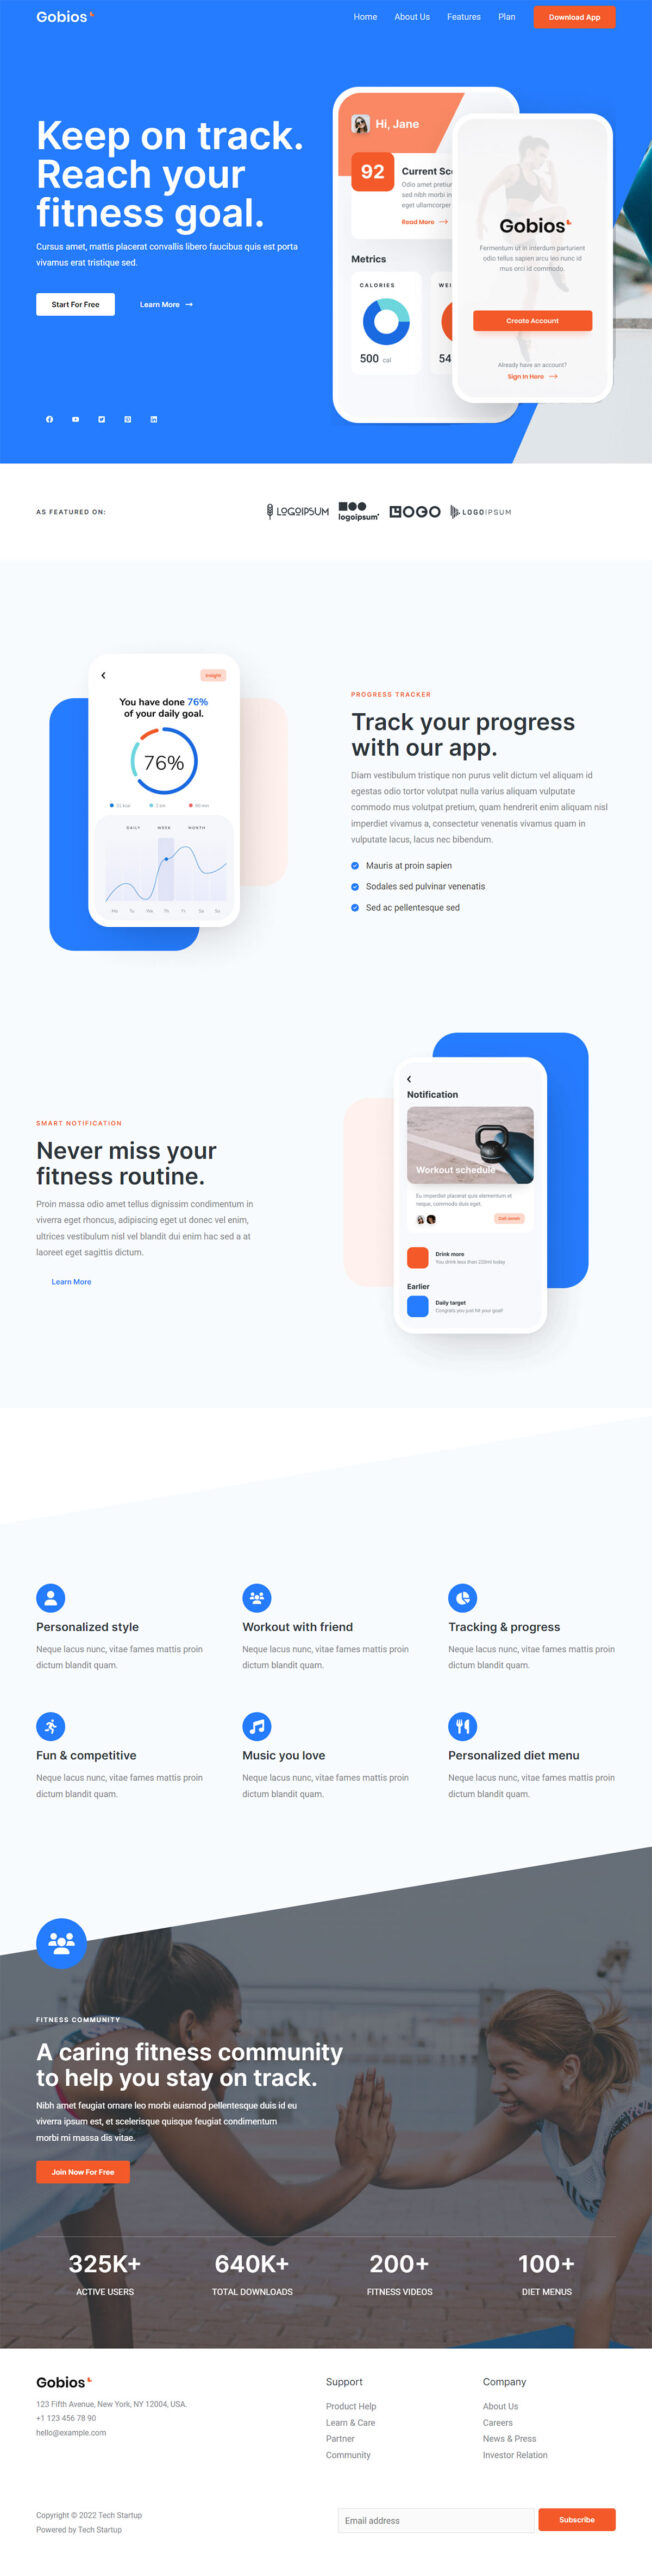 Gobios
Home
About Us
Features
Plan
Download App
Keep on track.
Reach your
fitness goal.
Cursus amet, mattis placerat convallis libero faucibus quis est porta
vivamus erat tristique sed.
Start For Free
Learn More →
Hi, Jane
92
Current Sco
Odio amet pretiur
sed nibh morbi in
eget ullamcorper
Read More →
Metrics
CALORIES
500 cal
WEI
54
Gobios
Fermentum ut in interdum parturient
odio tellus sapien arcu leo nunc id
mus orci id commodo.
Create Account
Already have an account?
Sign In Here →
AS FEATURED ON:
LOGOIPSUM
logoipsum
LOGO
LOGOIPSUM
Insight
You have done 76%
of your daily goal.
76%
DAILY
WEEK
MONTH
Mo Tu We Th Fr Sa Su
PROGRESS TRACKER
Track your progress
with our app.
Diam vestibulum tristique non purus velit dictum vel aliquam id
egestas odio tortor volutpat nulla varius aliquam vulputate
commodo mus volutpat pretium, quam hendrerit enim aliquam nisl
imperdiet vivamus a, consectetur venenatis vivamus quam in
vulputate lacus, lacus nec bibendum.
Mauris at proin sapien
Sodales sed pulvinar venenatis
Sed ac pellentesque sed
SMART NOTIFICATION
Never miss your
fitness routine.
Proin massa odio amet tellus dignissim condimentum in
viverra eget rhoncus, adipiscing eget ut donec vel enim,
ultrices vestibulum nisl vel blandit dui enim hac sed a at
laoreet eget sagittis dictum.
Learn More
Notification
Workout schedule
Eu imperdiet placerat quis elementum et
neque, commodo duis eget.
Drink more
You drink less than 220ml today
Earlier
Daily target
Congrats you just hit your goal!
Personalized style
Neque lacus nunc, vitae fames mattis proin
dictum blandit quam.
Workout with friend
Neque lacus nunc, vitae fames mattis proin
dictum blandit quam.
Tracking & progress
Neque lacus nunc, vitae fames mattis proin
dictum blandit quam.
Fun & competitive
Neque lacus nunc, vitae fames mattis proin
dictum blandit quam.
Music you love
Neque lacus nunc, vitae fames mattis proin
dictum blandit quam.
Personalized diet menu
Neque lacus nunc, vitae fames mattis proin
dictum blandit quam.
FITNESS COMMUNITY
A caring fitness community
to help you stay on track.
Nibh amet feugiat ornare leo morbi euismod pellentesque duis id eu
viverra ipsum est, et scelerisque quisque feugiat condimentum
morbi mi massa dis vitae.
Join Now For Free
325K+
ACTIVE USERS
640K+
TOTAL DOWNLOADS
200+
FITNESS VIDEOS
100+
DIET MENUS
Gobios
123 Fifth Avenue, New York, NY 12004, USA.
+1 123 456 78 90
hello@example.com
Support
Product Help
Learn & Care
Partner
Community
Company
About Us
Careers
News & Press
Investor Relation
Copyright © 2022 Tech Startup
Powered by Tech Startup
Email address
Subscribe